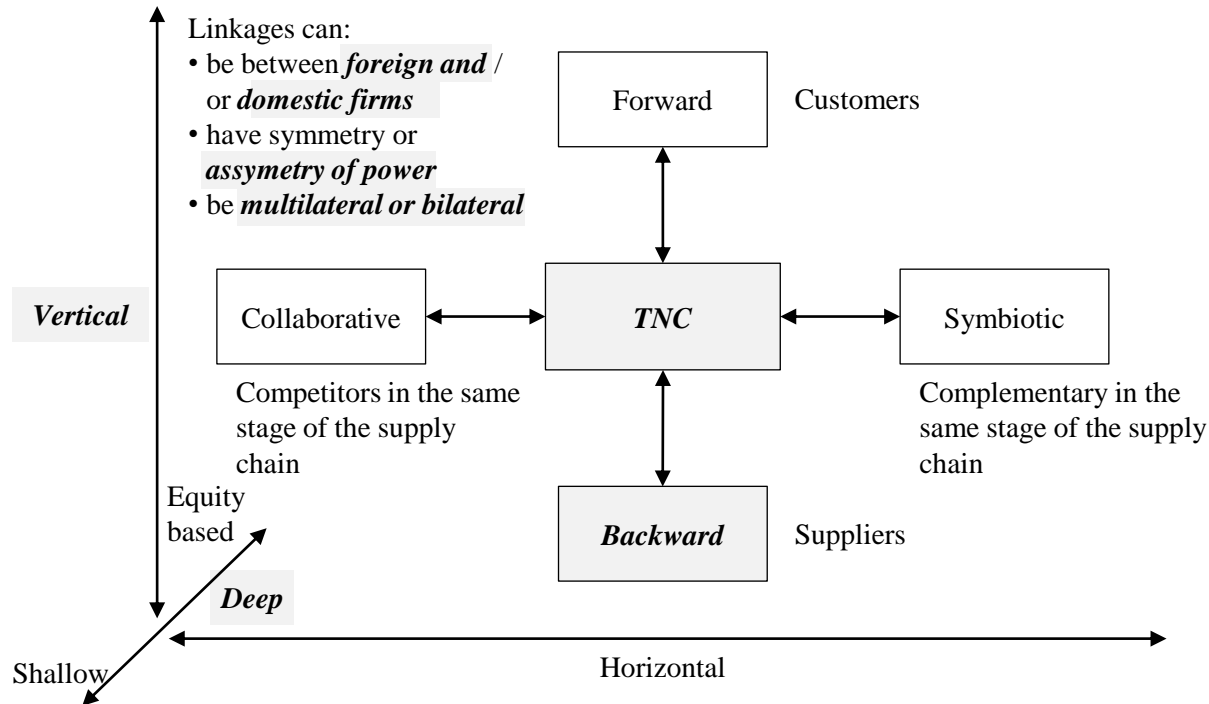 Linkages can:
• be between foreign and /
or domestic firms
• have symmetry or
assymetry of power
• be multilateral or bilateral
Forward
Customers
Vertical
Collaborative
TNC
Symbiotic
Competitors in the same
stage of the supply
chain
Complementary in the
same stage of the supply
chain
Equity
based
Backward
Suppliers
Deep
Shallow
Horizontal